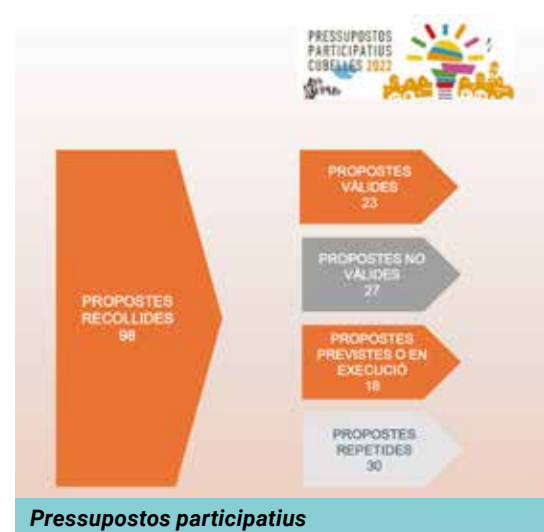 PRESSUPOSTOS
PARTICIPATIUS
CUBELLES 2022
PROPOSTES
RECOLLIDES
98
PROPOSTES
VÀLIDES
23
PROPOSTES NO
VÀLIDES
27
PROPOSTES
PREVISTES O EN
EXECUCIÓ
18
PROPOSTES
REPETIDES
30
Pressupostos participatius